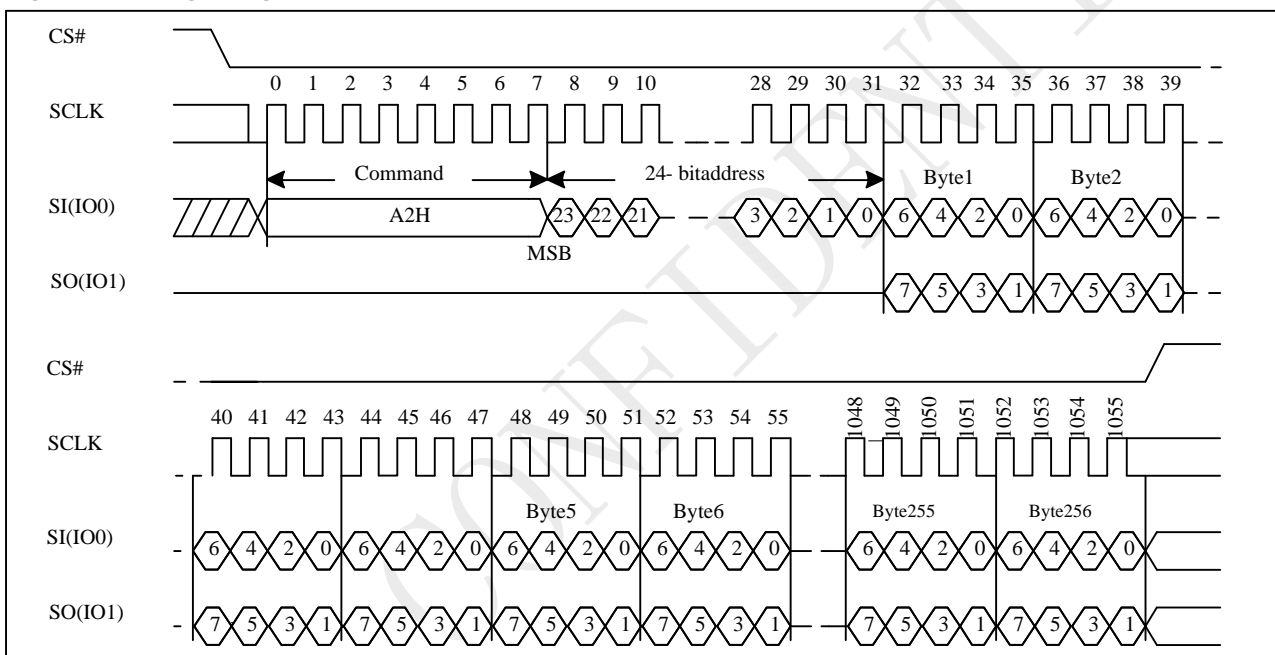 CS#
0 1 2 3 4 5 6 7 8 9 10 28 29 30 31 32 33 34 35 36 37 38 39
SCLK
Command 24- bitaddress Byte1 Byte2
SI(IO0) A2H 23 22 21 3 2 1 0 6 4 2 0 6 4 2 0
MSB
SO(IO1) 7 5 3 1 7 5 3 1
CS#
40 41 42 43 44 45 46 47 48 49 50 51 52 53 54 55 1048 1049 1050 1051 1052 1053 1054 1055
SCLK
Byte5 Byte6 Byte255 Byte256
SI(IO0) 6 4 2 0 6 4 2 0 6 4 2 0 6 4 2 0 6 4 2 0 6 4 2 0
SO(IO1) 7 5 3 1 7 5 3 1 7 5 3 1 7 5 3 1 7 5 3 1 7 5 3 1